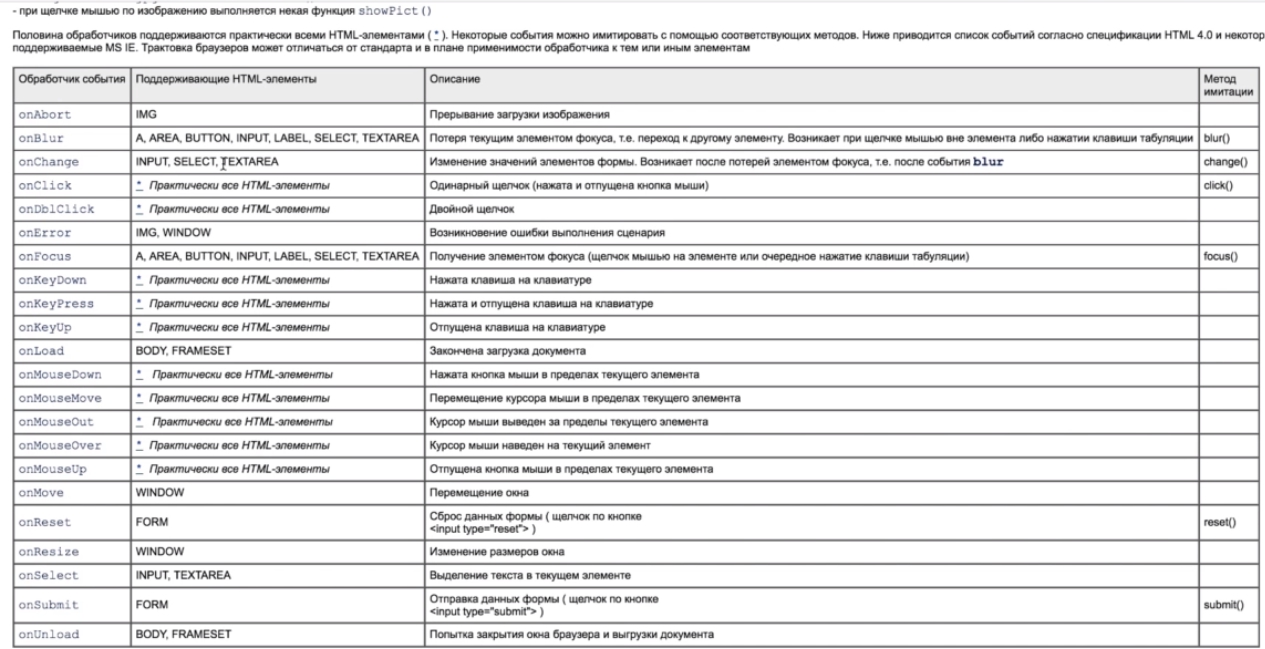 - при щелчке мышью по изображению выполняется некая функция showPict()
Половина обработчиков поддерживаются практически всеми HTML-элементами ( * ). Некоторые события можно имитировать с помощью соответствующих методов. Ниже приводится список событий согласно спецификации HTML 4.0 и некотор
поддерживаемые MS IE. Трактовка браузеров может отличаться от стандарта и в плане применимости обработчика к тем или иным элементам
Обработчик события Поддерживающие HTML-элементы Описание Метод имитации
onAbort IMG Прерывание загрузки изображения
onBlur A, AREA, BUTTON, INPUT, LABEL, SELECT, TEXTAREA Потеря текущим элементом фокуса, т.е. переход к другому элементу. Возникает при щелчке мышью вне элемента либо нажатии клавиши табуляции blur()
onChange INPUT, SELECT, TEXTAREA Изменение значений элементов формы. Возникает после потерей элементом фокуса, т.е. после события blur change()
onClick * Практически все HTML-элементы Одинарный щелчок (нажата и отпущена кнопка мыши) click()
onDblClick * Практически все HTML-элементы Двойной щелчок
onError IMG, WINDOW Возникновение ошибки выполнения сценария
onFocus A, AREA, BUTTON, INPUT, LABEL, SELECT, TEXTAREA Получение элементом фокуса (щелчок мышью на элементе или очередное нажатие клавиши табуляции) focus()
onKeyDown * Практически все HTML-элементы Нажата клавиша на клавиатуре
onKeyPress * Практически все HTML-элементы Нажата и отпущена клавиша на клавиатуре
onKeyUp * Практически все HTML-элементы Отпущена клавиша на клавиатуре
onLoad BODY, FRAMESET Закончена загрузка документа
onMouseDown * Практически все HTML-элементы Нажата кнопка мыши в пределах текущего элемента
onMouseMove * Практически все HTML-элементы Перемещение курсора мыши в пределах текущего элемента
onMouseOut * Практически все HTML-элементы Курсор мыши выведен за пределы текущего элемента
onMouseOver * Практически все HTML-элементы Курсор мыши наведен на текущий элемент
onMouseUp * Практически все HTML-элементы Отпущена кнопка мыши в пределах текущего элемента
onMove WINDOW Перемещение окна
onReset FORM Сброс данных формы ( щелчок по кнопке
<input type="reset"> ) reset()
onResize WINDOW Изменение размеров окна
onSelect INPUT, TEXTAREA Выделение текста в текущем элементе
onSubmit FORM Отправка данных формы ( щелчок по кнопке
<input type="submit"> ) submit()
onUnload BODY, FRAMESET Попытка закрытия окна браузера и выгрузки документа